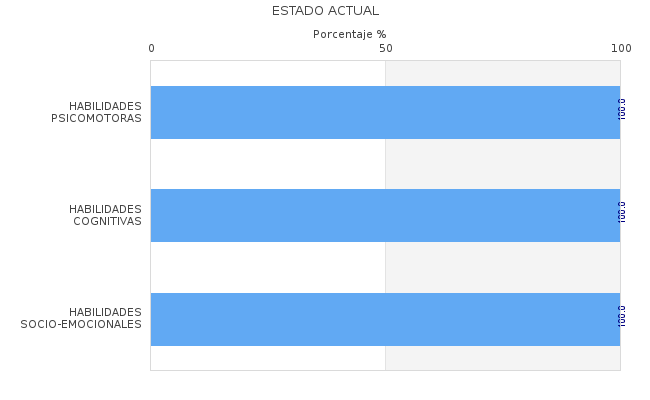 ESTADO ACTUAL
Porcentaje %
0 50 100
HABILIDADES
PSICOMOTORAS
100.0
HABILIDADES
COGNITIVAS
100.0
HABILIDADES
SOCIO-EMOCIONALES
100.0